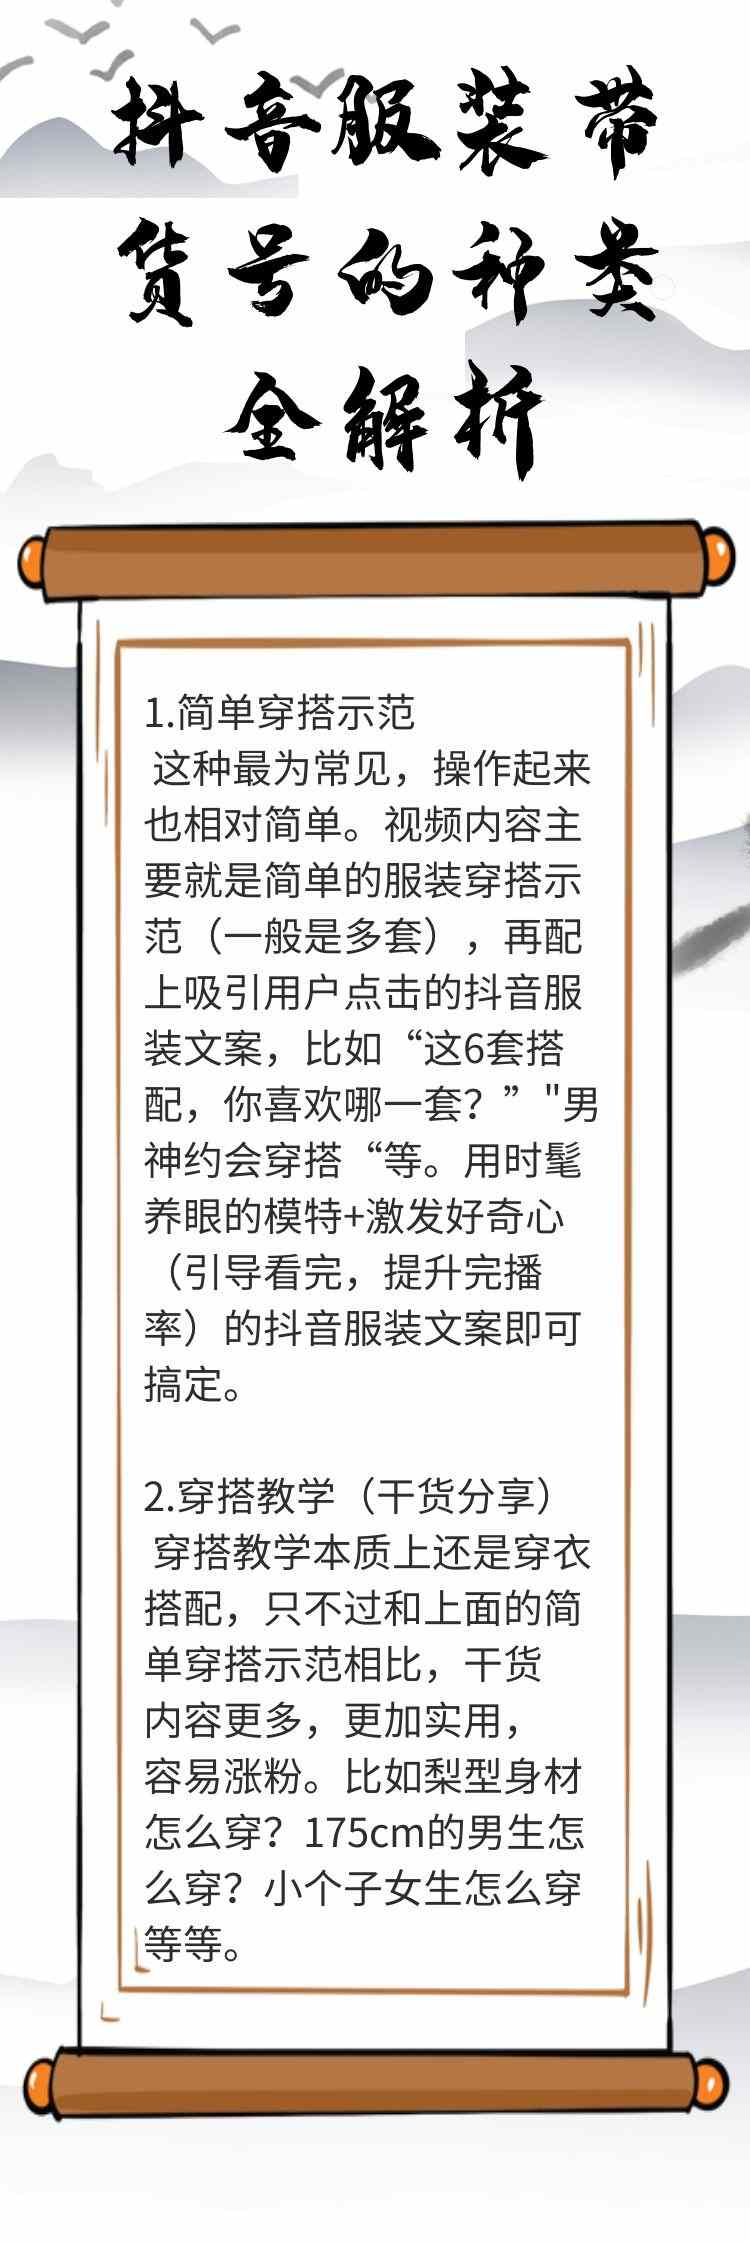 抖音服装带
货号的种类
全解析
1.简单穿搭示范
这种最为常见，操作起来
也相对简单。视频内容主
要就是简单的服装穿搭示
范（一般是多套），再配
上吸引用户点击的抖音服
装文案，比如“这6套搭
配，你喜欢哪一套？”"男
神约会穿搭“等。用时髦
养眼的模特+激发好奇心
（引导看完，提升完播
率）的抖音服装文案即可
搞定。
2.穿搭教学（干货分享）
穿搭教学本质上还是穿衣
搭配，只不过和上面的简
单穿搭示范相比，干货
内容更多，更加实用，
容易涨粉。比如梨型身材
怎么穿？175cm的男生怎
么穿？小个子女生怎么穿
等等。